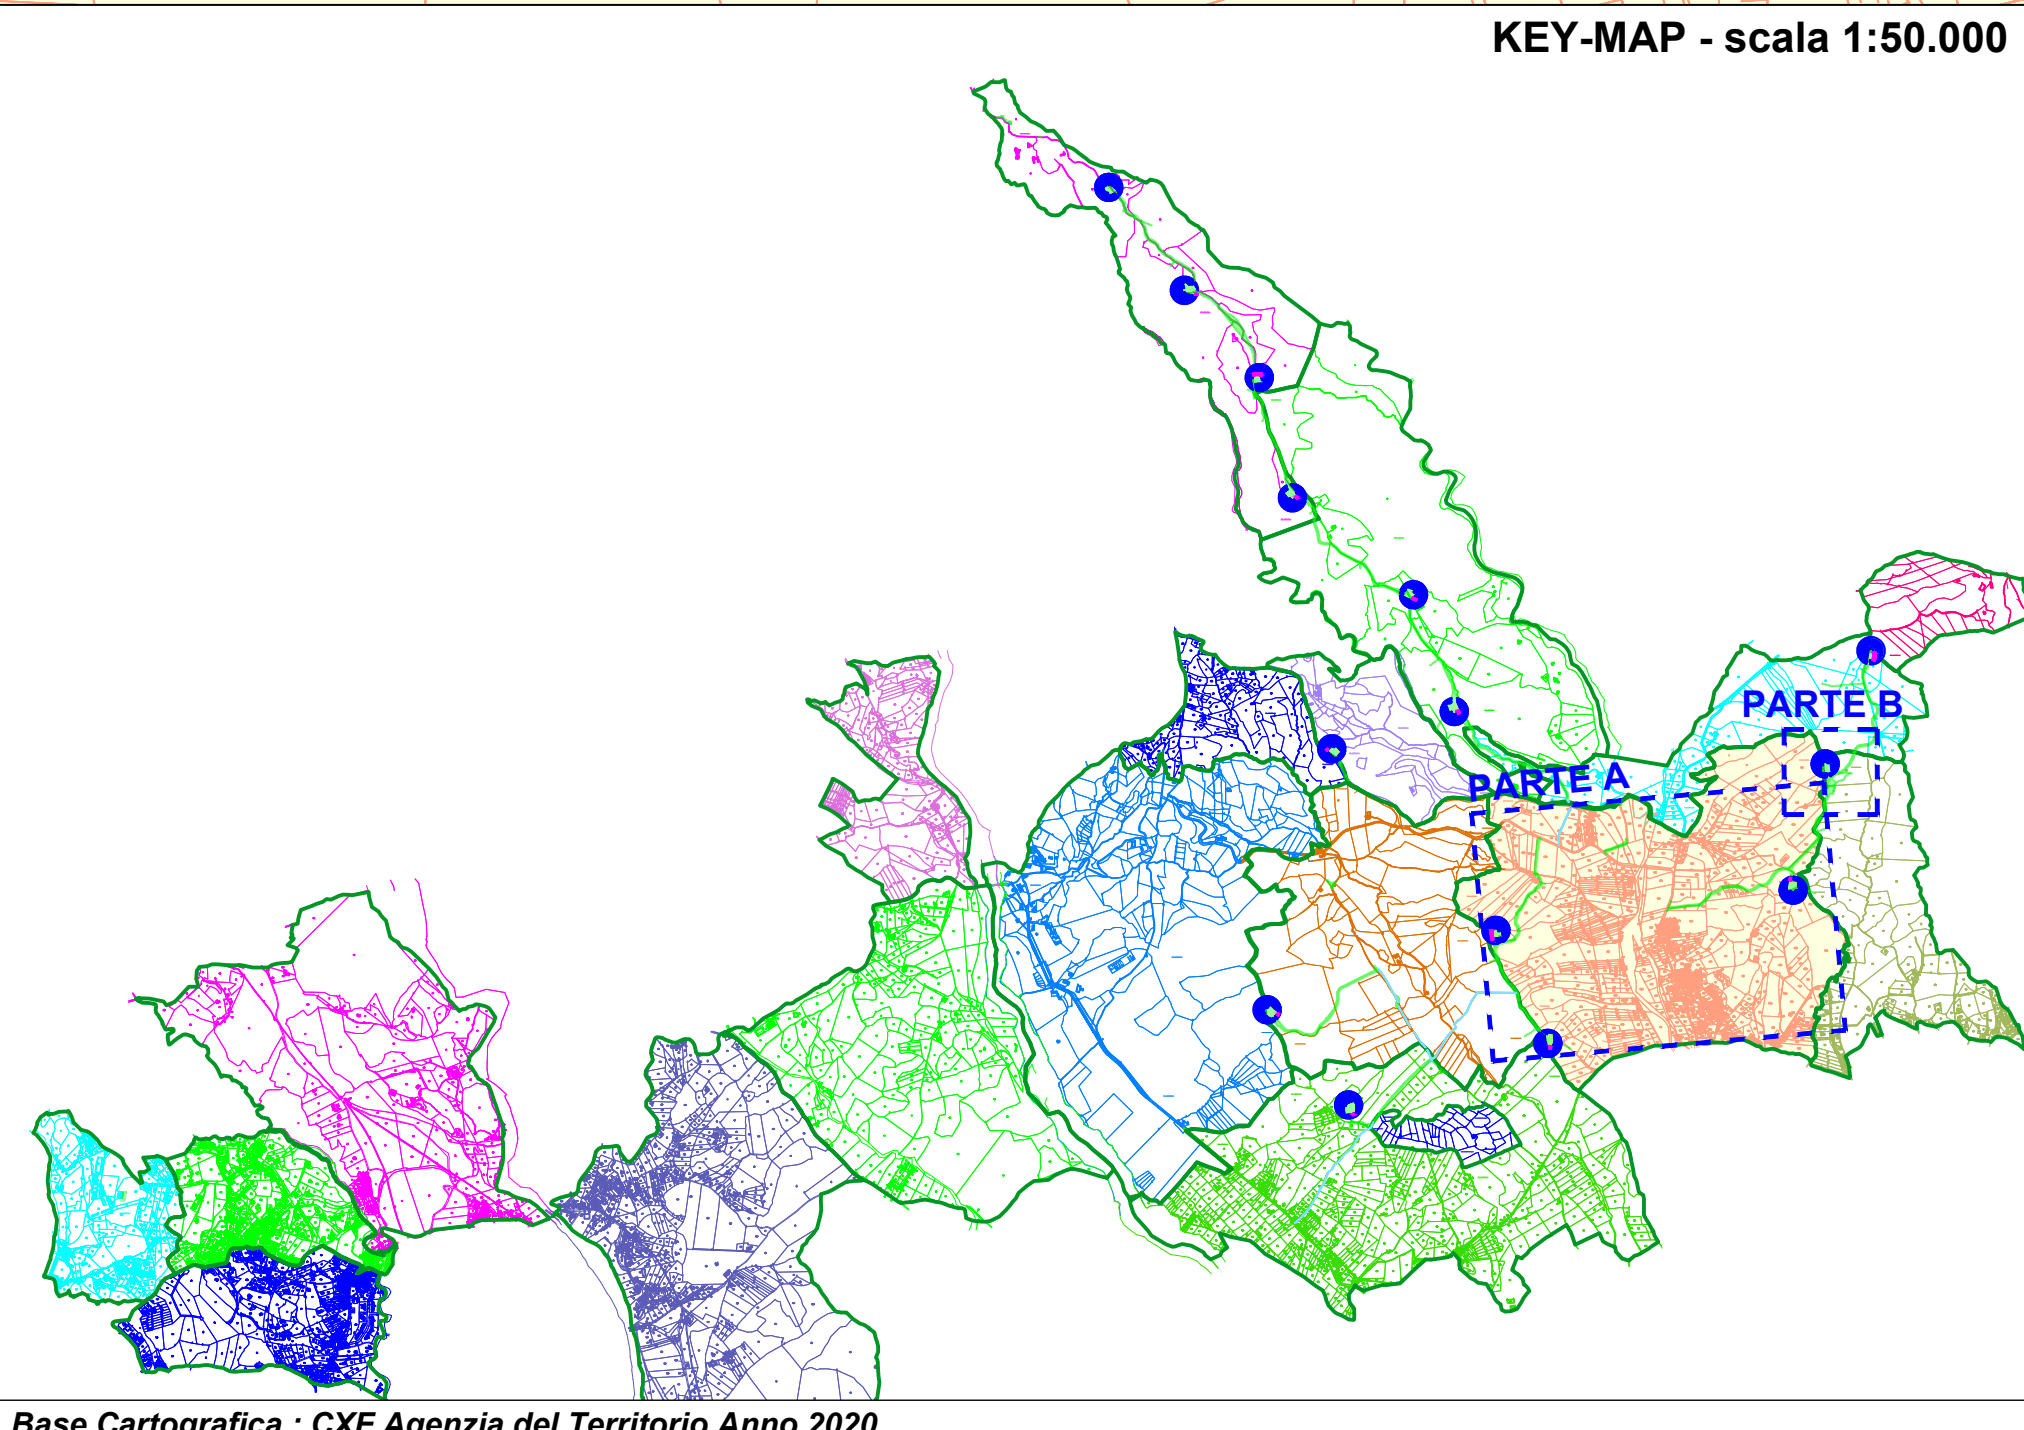 KEY-MAP - scala 1:50.000
PARTE B
PARTE A
Base Cartografica : CXF Agenzia del Territorio Anno 2020